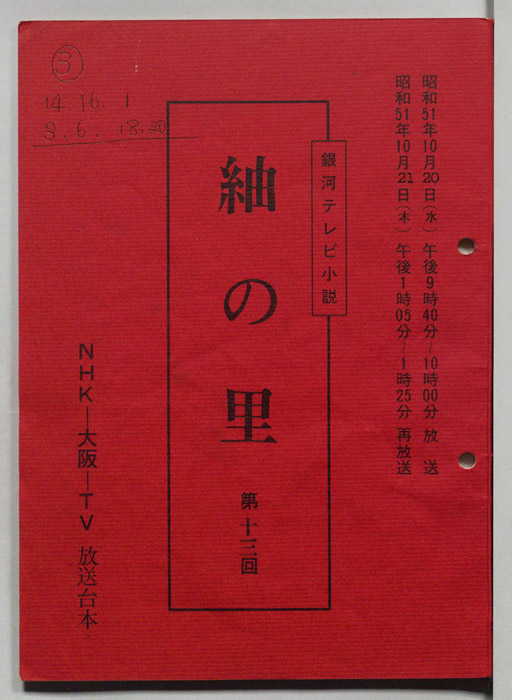 昭和51年10月20日(水)午後9時40分~10時00分 放送
昭和51年10月21日(木)午後1時05分~1時25分 再放送
銀河テレビ小説
紬の里
第十三回
NHK―大阪―TV 放送台本
③
14. 16. 1
18.20